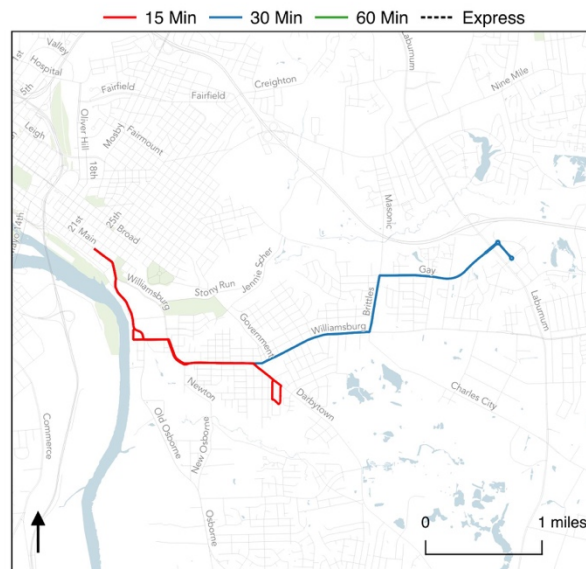 15 Min 30 Min 60 Min Express
Laburnum
Valley
1st
Hospital
5th
Nine Mile
Creighton
Fairfield
Fairfield
Oliver Hill
Mosby
Fairmount
Leigh
18th
Masonic
14th
21st
25th
Main
Broad
Jennie Scher
Stony Run
Gay
Williamsburg
Brittles
Laburnum
Government
Williamsburg
Newton
Darbytown
Charles City
Commerce
Old Osborne
New Osborne
Osborne
0 1 miles